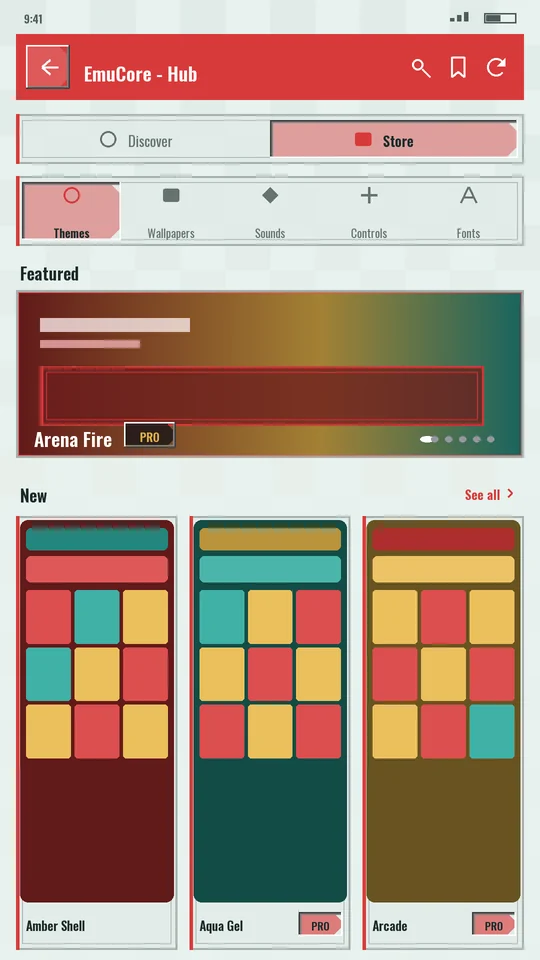 9:41
EmuCore - Hub
Discover
Store
Themes
Wallpapers
Sounds
Controls
Fonts
Featured
Arena Fire
PRO
New
See all
Amber Shell
Aqua Gel
PRO
Arcade
PRO